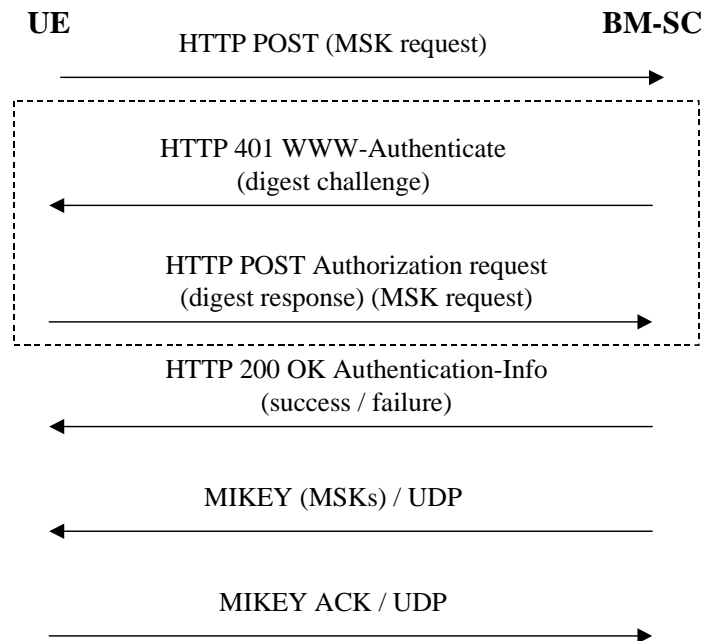 UE
BM-SC
HTTP POST (MSK request)
HTTP 401 WWW-Authenticate
(digest challenge)
HTTP POST Authorization request
(digest response) (MSK request)
HTTP 200 OK Authentication-Info
(success / failure)
MIKEY (MSKs) / UDP
MIKEY ACK / UDP